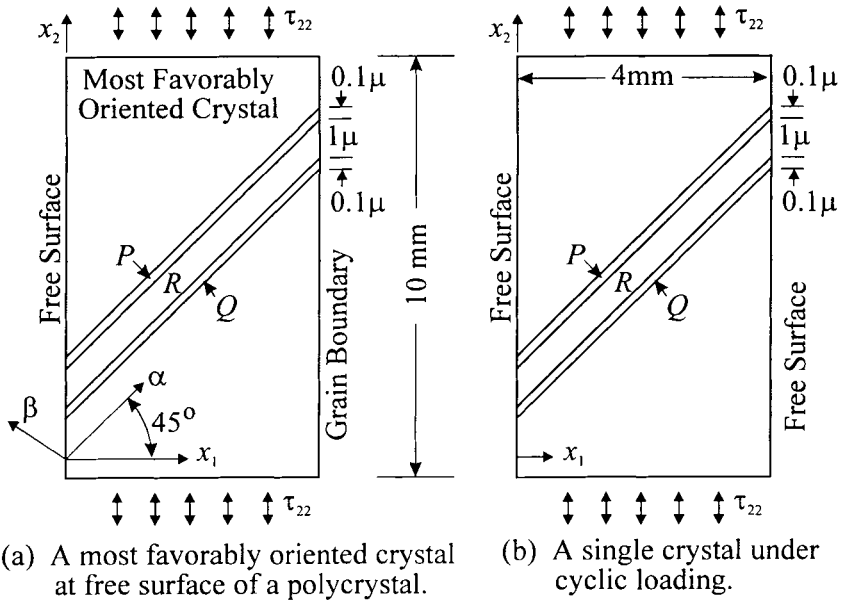 x₂
τ₂₂
Most Favorably
Oriented Crystal
0.1μ
1μ
0.1μ
Free Surface
P
R
Q
Grain Boundary
10 mm
α
β
45°
x₁
τ₂₂
(a) A most favorably oriented crystal
at free surface of a polycrystal.
x₂
τ₂₂
4mm
0.1μ
1μ
0.1μ
Free Surface
P
R
Q
Free Surface
x₁
τ₂₂
(b) A single crystal under
cyclic loading.